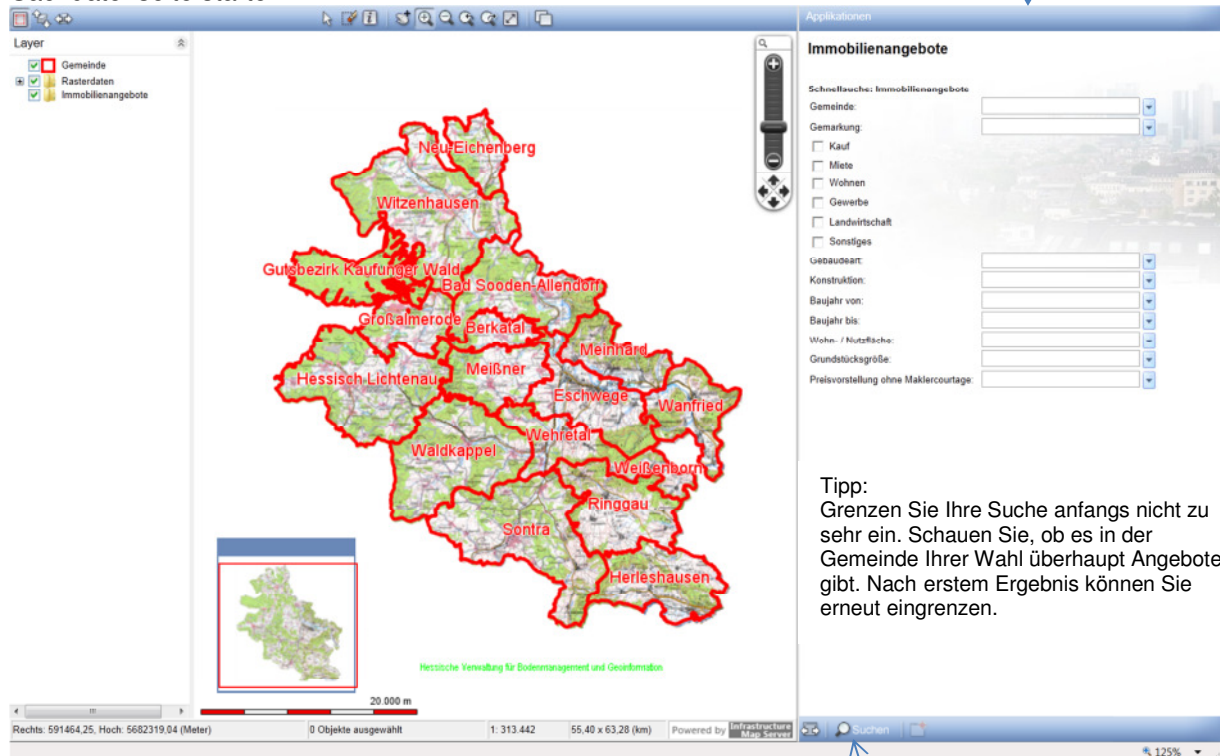 Applikationen
Layer
Gemeinde
Rasterdaten
Immobilienangebote
Neu-Eichenberg
Witzenhausen
Gutsbezirk Kaufunger Wald
Bad Sooden-Allendorf
Großalmerode
Berkatal
Meinhard
Hessisch Lichtenau
Meißner
Eschwege
Wanfried
Wehretal
Waldkappel
Weißenborn
Ringgau
Sontra
Herleshausen
Hessische Verwaltung für Bodenmanagement und Geoinformation
20.000 m
Rechts: 591464,25, Hoch: 5682319,04 (Meter)
0 Objekte ausgewählt
1: 313.442
55,40 x 63,28 (km)
Powered by Infrastructure Map Server
Immobilienangebote
Schnellsuche: Immobilienangebote
Gemeinde:
Gemarkung:
Kauf
Miete
Wohnen
Gewerbe
Landwirtschaft
Sonstiges
Gebäudeart:
Konstruktion:
Baujahr von:
Baujahr bis:
Wohn- / Nutzfläche:
Grundstücksgröße:
Preisvorstellung ohne Maklercourtage:
Tipp:
Grenzen Sie Ihre Suche anfangs nicht zu
sehr ein. Schauen Sie, ob es in der
Gemeinde Ihrer Wahl überhaupt Angebote
gibt. Nach erstem Ergebnis können Sie
erneut eingrenzen.
Suchen
125%